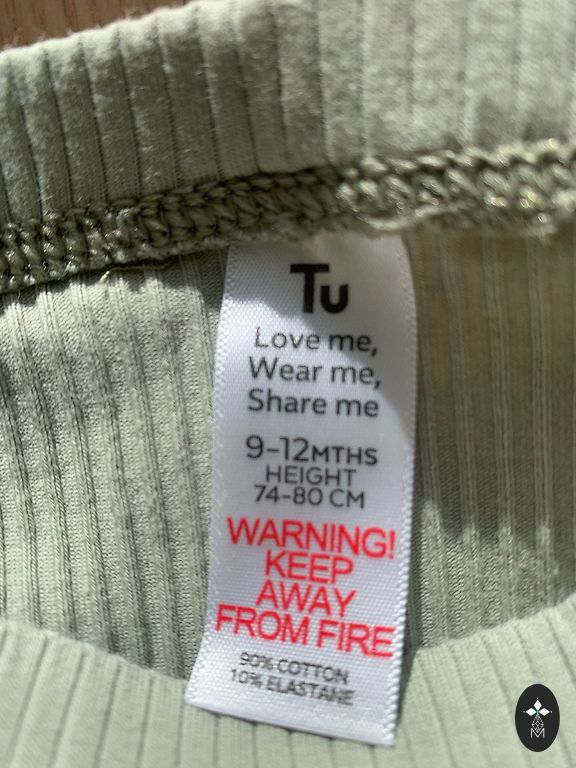 Tu
Love me,
Wear me,
Share me
9-12MTHS
HEIGHT
74-80 CM
WARNING!
KEEP
AWAY
FROM FIRE
90% COTTON
10% ELASTANE
M